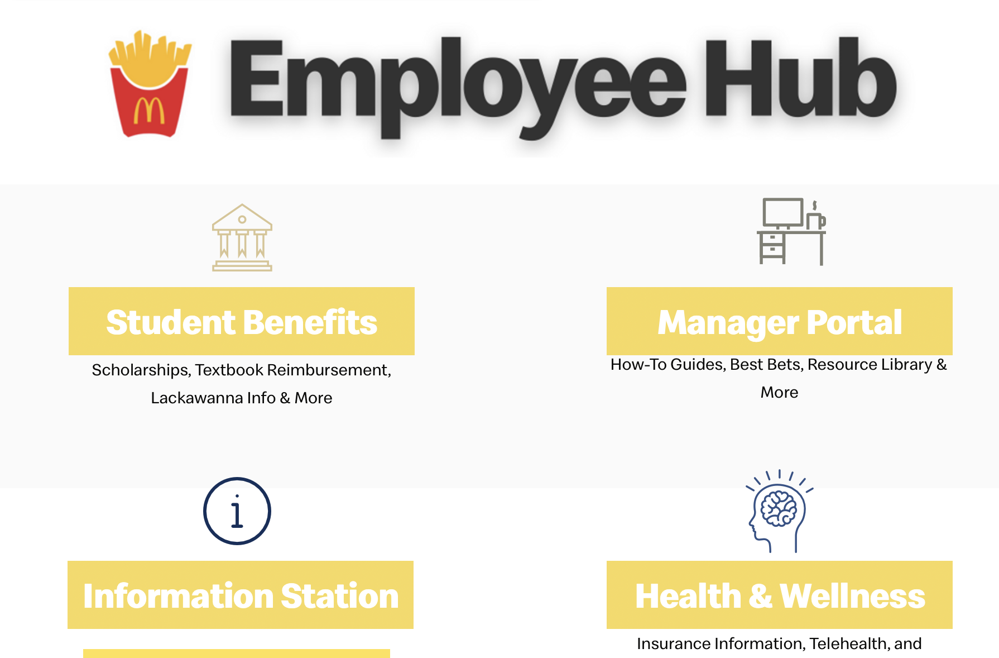 Employee Hub
Student Benefits
Scholarships, Textbook Reimbursement,
Lackawanna Info & More
Manager Portal
How-To Guides, Best Bets, Resource Library &
More
Information Station
Health & Wellness
Insurance Information, Telehealth, and